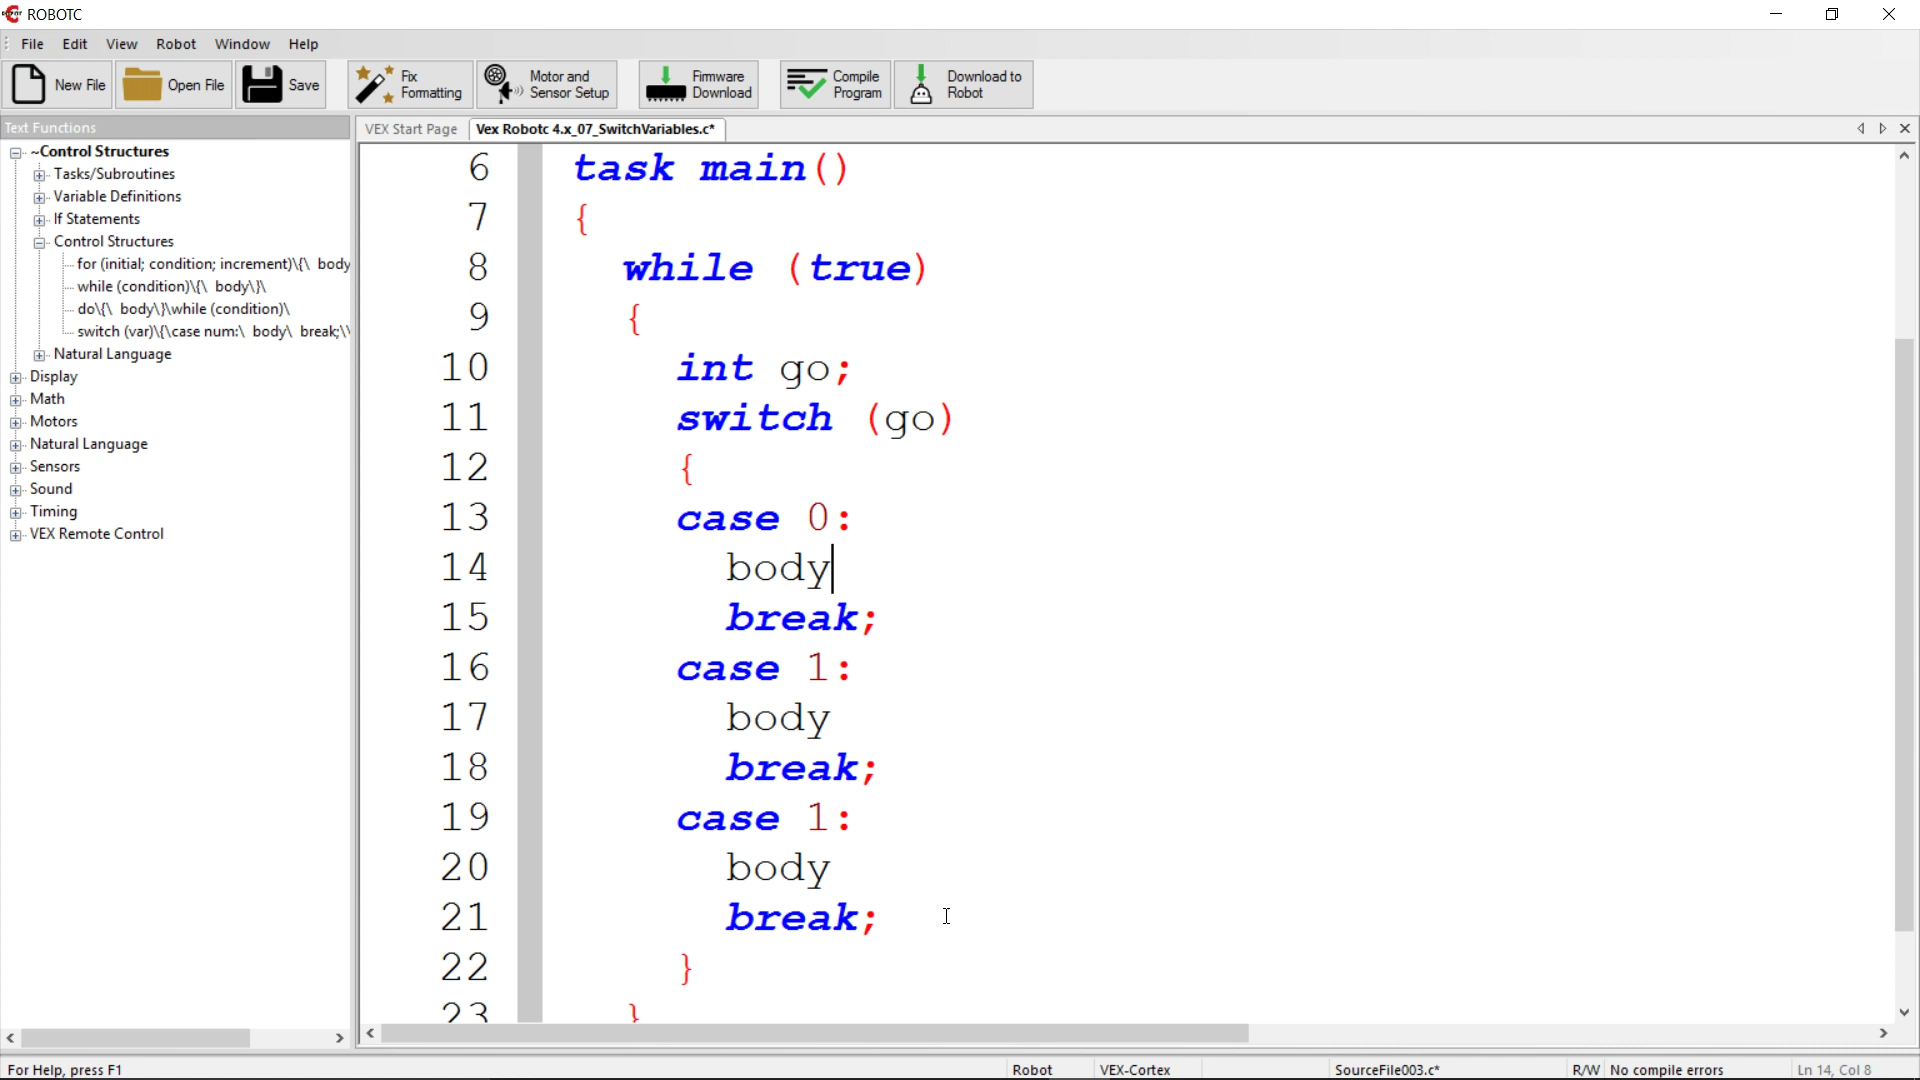 ROBOTC
File Edit View Robot Window Help
New File Open File Save Fix Formatting Motor and Sensor Setup Firmware Download Compile Program Download to Robot
Text Functions
VEX Start Page Vex Robotc 4.x_07_SwitchVariables.c*
~Control Structures
Tasks/Subroutines
Variable Definitions
If Statements
Control Structures
for (initial; condition; increment)\{\ body
while (condition)\{\ body\}\
do\{\ body\}\while (condition)\
switch (var)\{\case num:\ body\ break;\
Natural Language
Display
Math
Motors
Natural Language
Sensors
Sound
Timing
VEX Remote Control
6 task main()
7 {
8 while (true)
9 {
10 int go;
11 switch (go)
12 {
13 case 0:
14 body
15 break;
16 case 1:
17 body
18 break;
19 case 1:
20 body
21 break;
22 }
23 }
For Help, press F1 Robot VEX-Cortex SourceFile003.c* R/W No compile errors Ln 14, Col 8